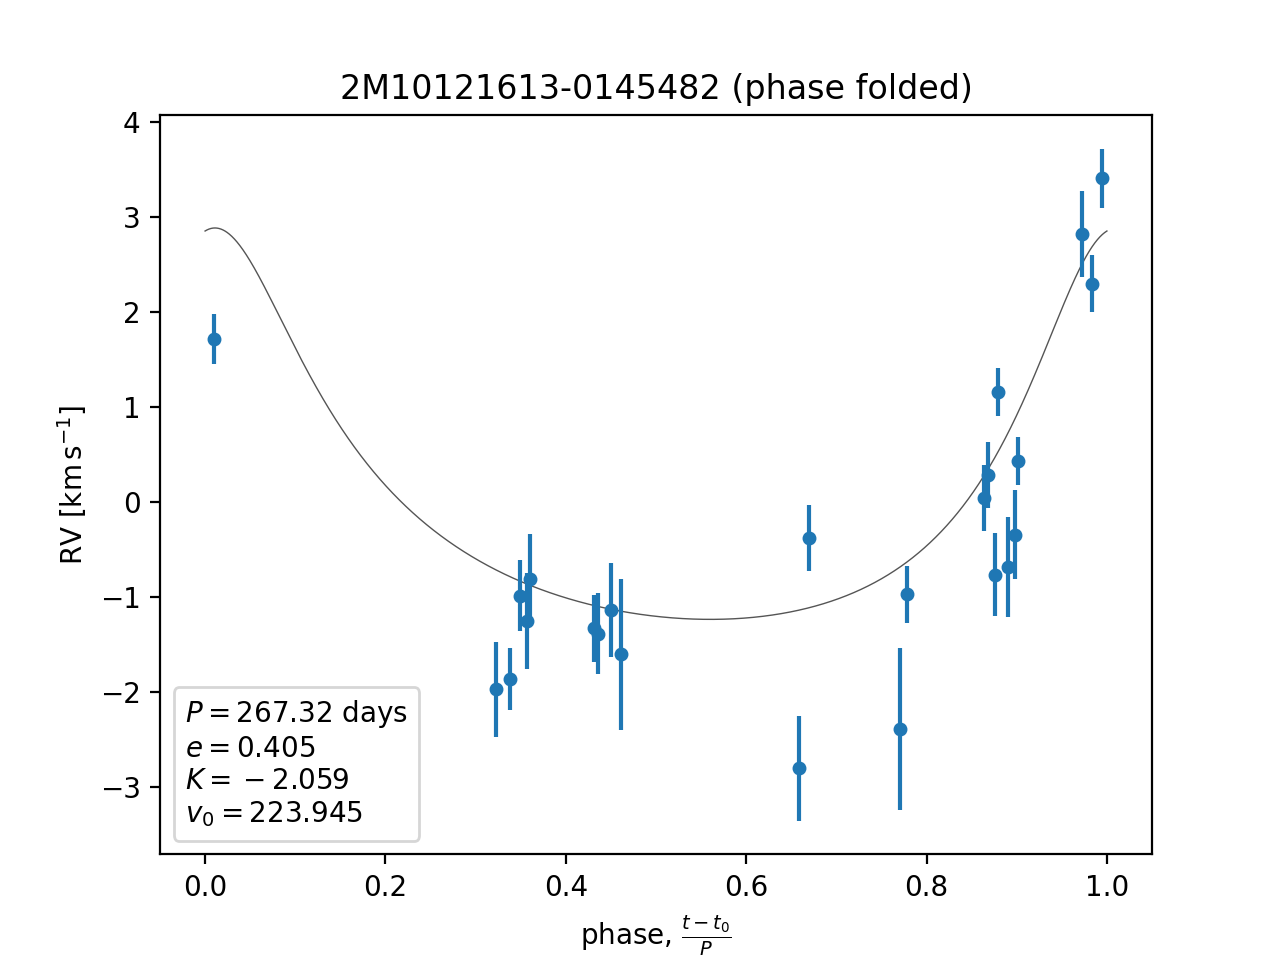 2M10121613-0145482 (phase folded)
4
3
2
1
0
−1
−2
−3
RV [km s⁻¹]
P = 267.32 days
e = 0.405
K = −2.059
v₀ = 223.945
0.0 0.2 0.4 0.6 0.8 1.0
phase, (t − t₀)/P